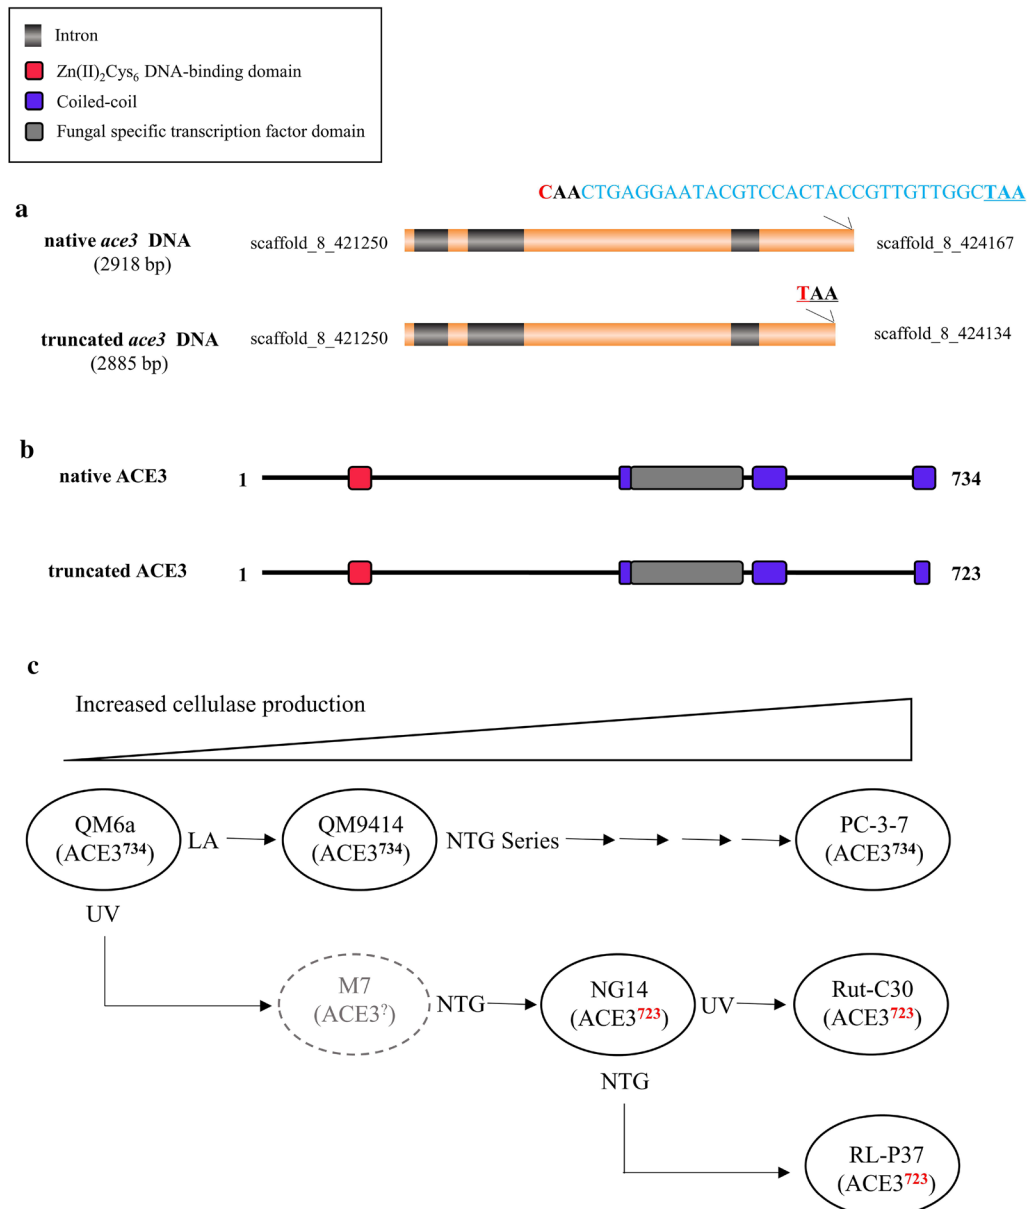 Intron
Zn(II)₂Cys₆ DNA-binding domain
Coiled-coil
Fungal specific transcription factor domain
CAACTGAGGAATACGTCCACTACCGTTGTTGGCTAA
a
native ace3 DNA
(2918 bp)
scaffold_8_421250
scaffold_8_424167
TAA
truncated ace3 DNA
(2885 bp)
scaffold_8_421250
scaffold_8_424134
b
native ACE3
1
734
truncated ACE3
1
723
c
Increased cellulase production
QM6a
(ACE3⁷³⁴)
LA
QM9414
(ACE3⁷³⁴)
NTG Series
PC-3-7
(ACE3⁷³⁴)
UV
M7
(ACE3?)
NTG
NG14
(ACE3⁷²³)
UV
Rut-C30
(ACE3⁷²³)
NTG
RL-P37
(ACE3⁷²³)